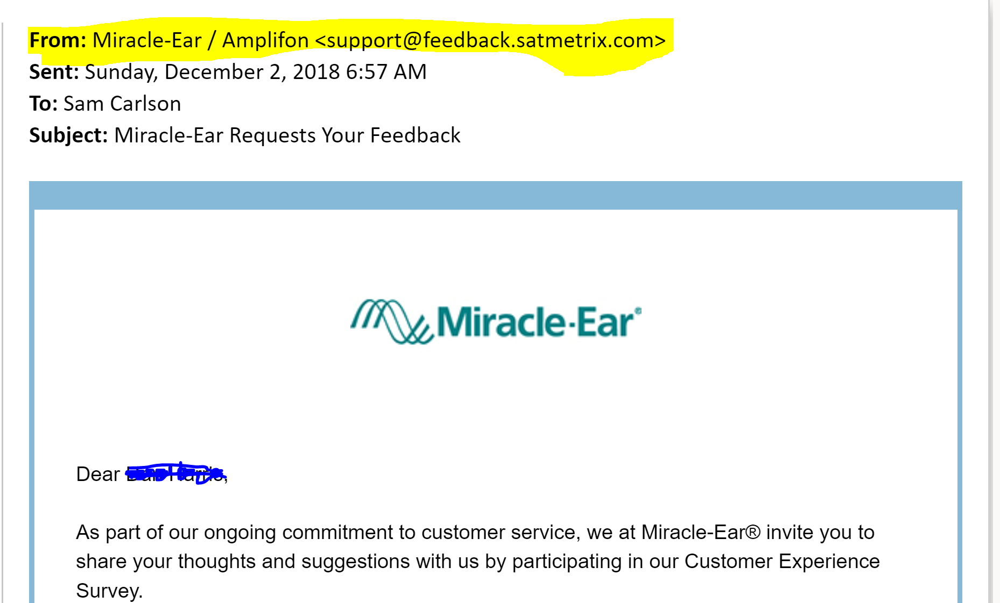 From: Miracle-Ear / Amplifon <support@feedback.satmetrix.com>
Sent: Sunday, December 2, 2018 6:57 AM
To: Sam Carlson
Subject: Miracle-Ear Requests Your Feedback
Miracle-Ear®
Dear
As part of our ongoing commitment to customer service, we at Miracle-Ear® invite you to
share your thoughts and suggestions with us by participating in our Customer Experience
Survey.